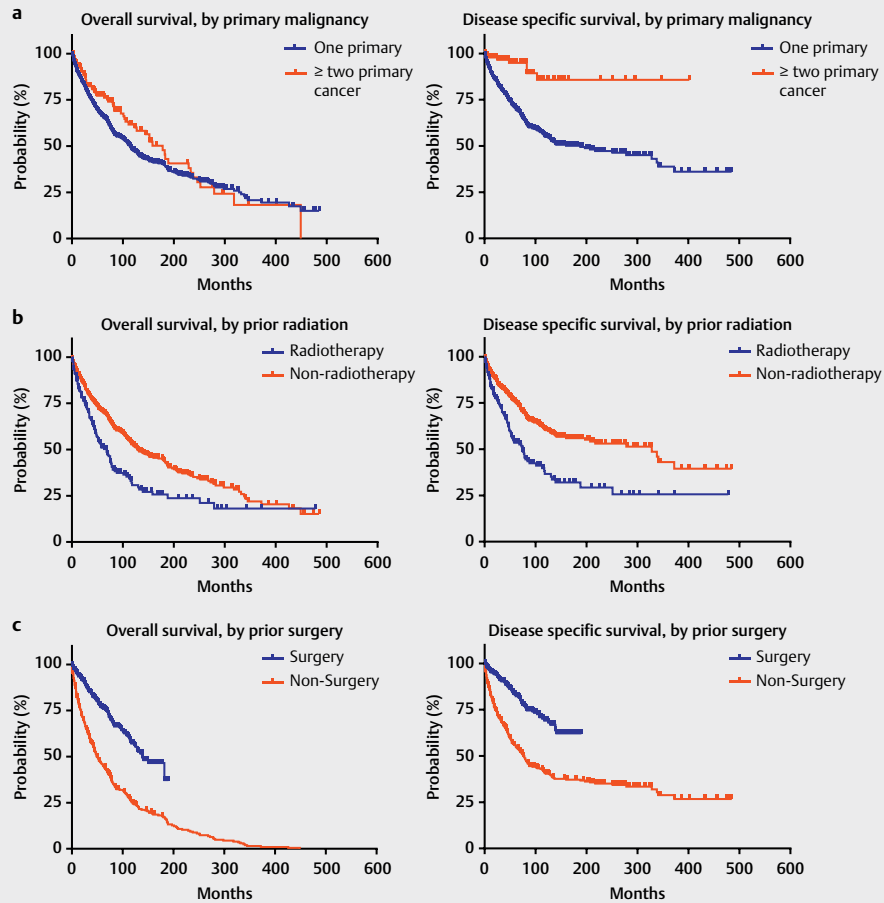 a
Overall survival, by primary malignancy
Probability (%)
100
75
50
25
0
One primary
≥ two primary
cancer
0 100 200 300 400 500 600
Months
Disease specific survival, by primary malignancy
Probability (%)
100
75
50
25
0
One primary
≥ two primary
cancer
0 100 200 300 400 500 600
Months
b
Overall survival, by prior radiation
Probability (%)
100
75
50
25
0
Radiotherapy
Non-radiotherapy
0 100 200 300 400 500 600
Months
Disease specific survival, by prior radiation
Probability (%)
100
75
50
25
0
Radiotherapy
Non-radiotherapy
0 100 200 300 400 500 600
Months
c
Overall survival, by prior surgery
Probability (%)
100
75
50
25
0
Surgery
Non-Surgery
0 100 200 300 400 500 600
Months
Disease specific survival, by prior surgery
Probability (%)
100
75
50
25
0
Surgery
Non-Surgery
0 100 200 300 400 500 600
Months